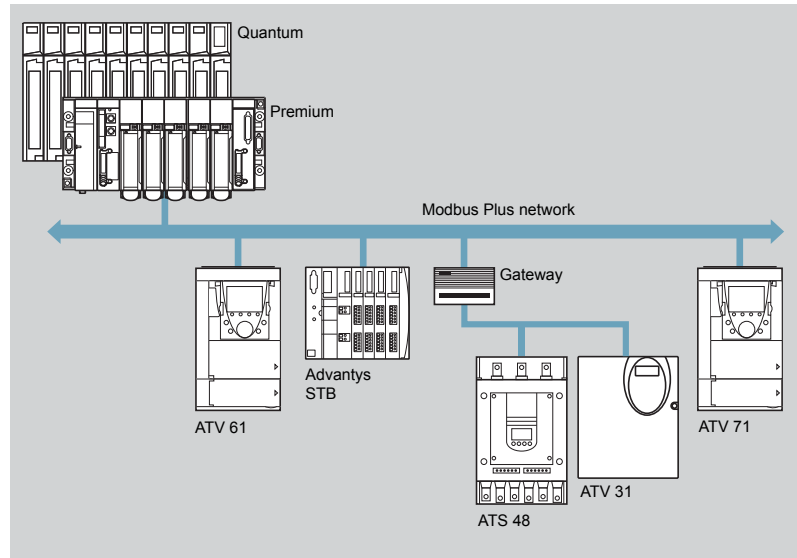 Quantum
Premium
Modbus Plus network
Gateway
Advantys
STB
ATV 61
ATV 71
ATV 31
ATS 48